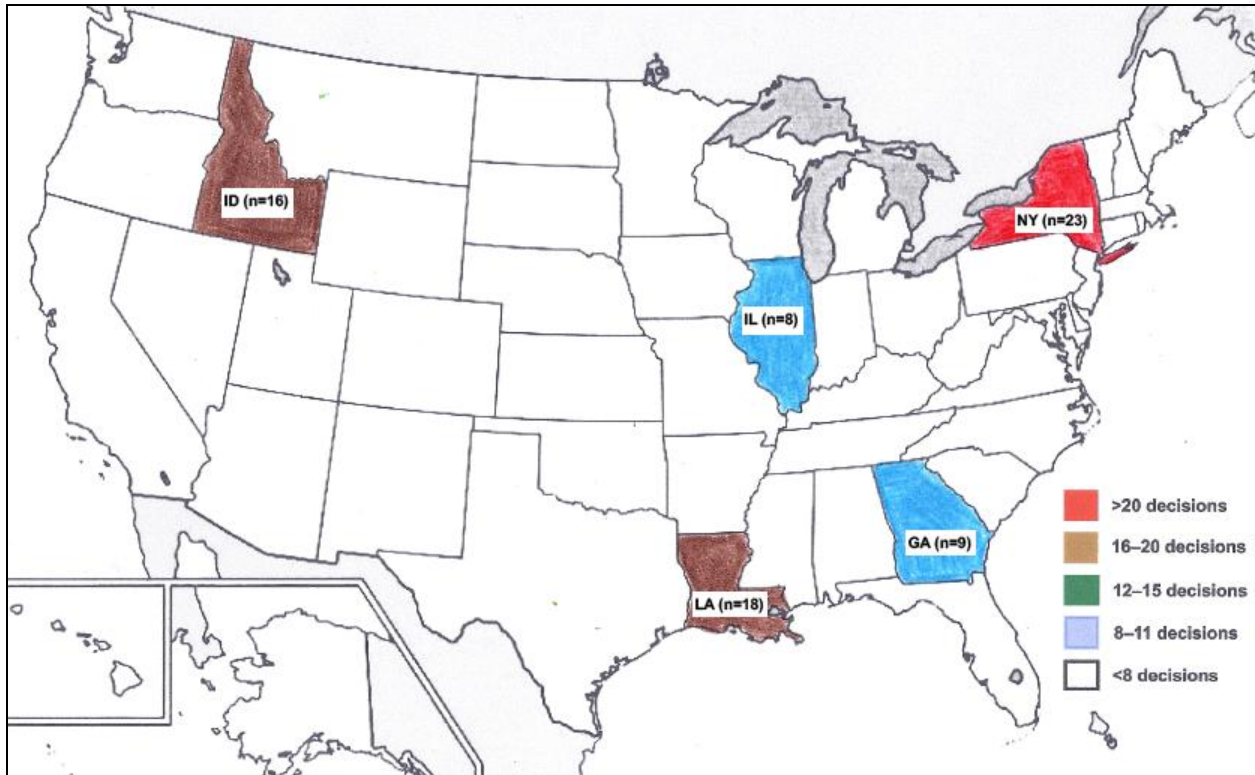 ID (n=16)
NY (n=23)
IL (n=8)
GA (n=9)
LA (n=18)
>20 decisions
16–20 decisions
12–15 decisions
8–11 decisions
<8 decisions